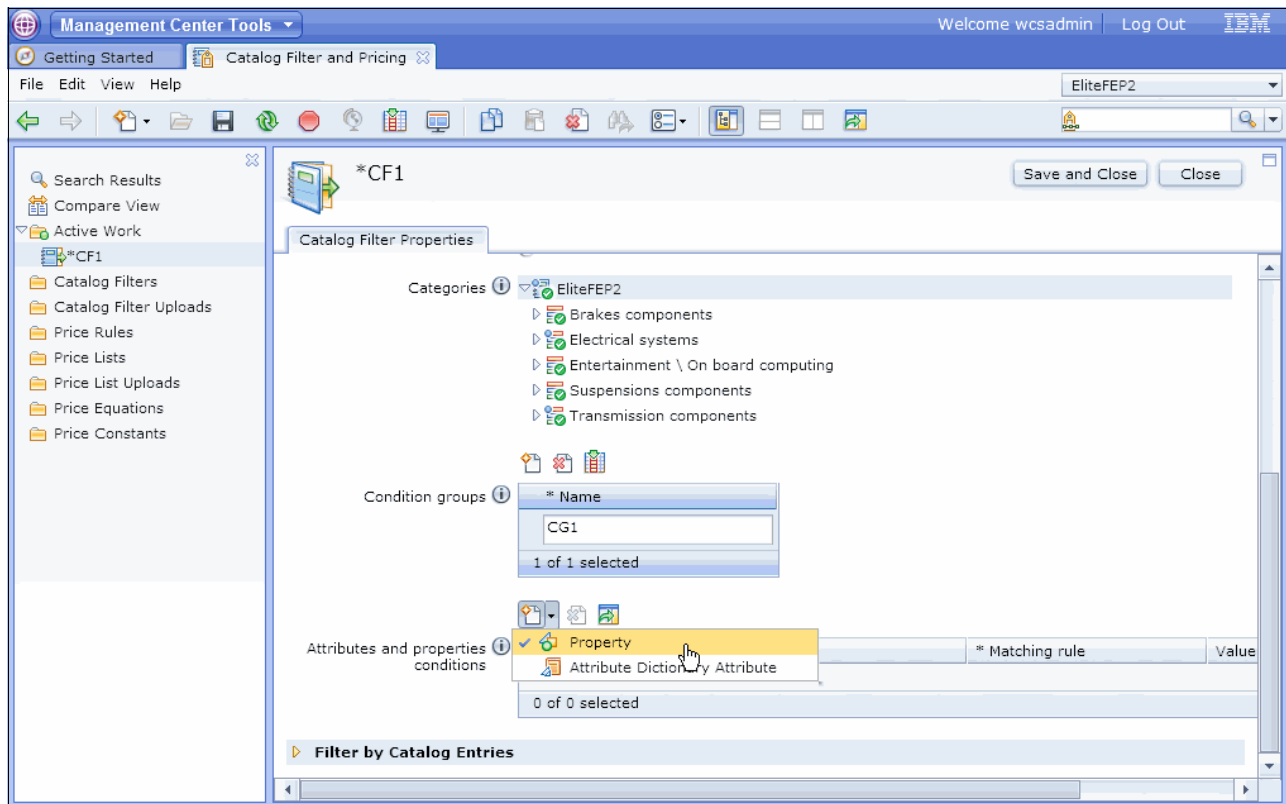 Management Center Tools
Welcome wcsadmin
Log Out
IBM
Getting Started
Catalog Filter and Pricing
File Edit View Help
EliteFEP2
Search Results
Compare View
Active Work
*CF1
Catalog Filters
Catalog Filter Uploads
Price Rules
Price Lists
Price List Uploads
Price Equations
Price Constants
*CF1
Save and Close
Close
Catalog Filter Properties
Categories
EliteFEP2
Brakes components
Electrical systems
Entertainment \ On board computing
Suspensions components
Transmission components
Condition groups
* Name
CG1
1 of 1 selected
Attributes and properties conditions
Property
Attribute Dictionary Attribute
* Matching rule
Value
0 of 0 selected
Filter by Catalog Entries